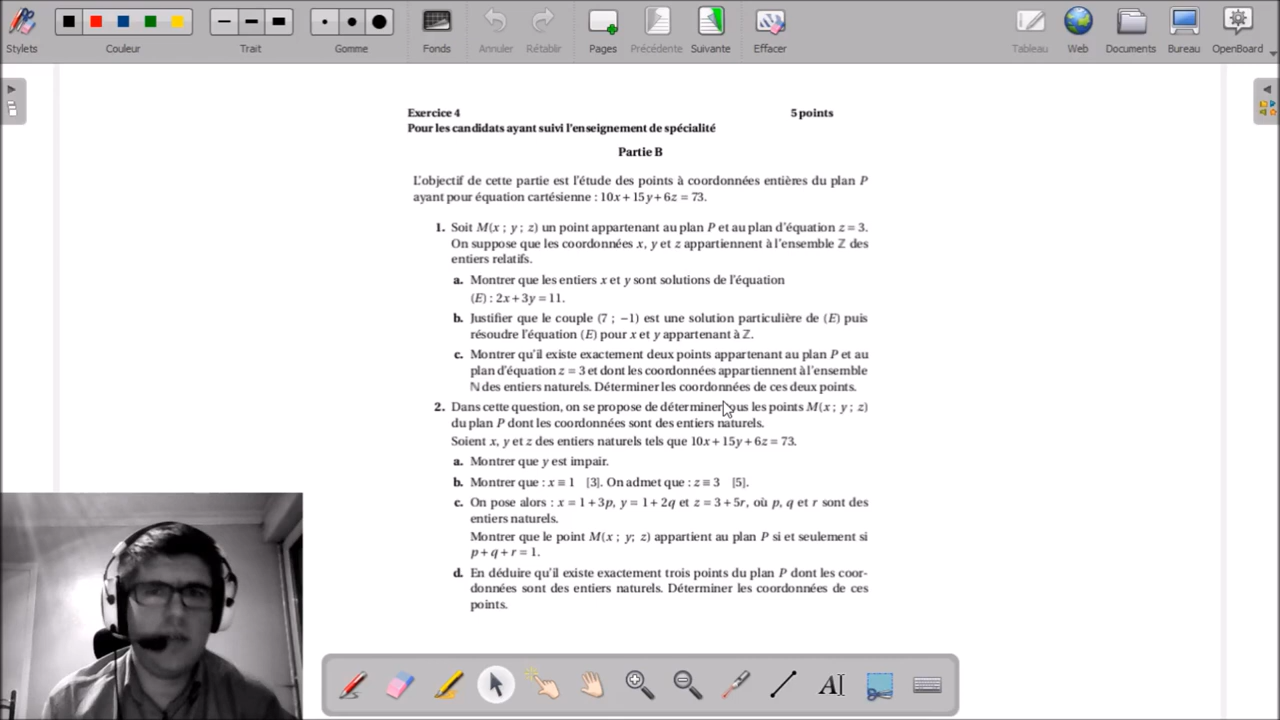 Stylets
Couleur
Trait
Gomme
Fonds
Annuler
Rétablir
Pages
Précédente
Suivante
Effacer
Tableau
Web
Documents
Bureau
OpenBoard
Exercice 4 5 points
Pour les candidats ayant suivi l'enseignement de spécialité
Partie B
L'objectif de cette partie est l'étude des points à coordonnées entières du plan P
ayant pour équation cartésienne : 10x + 15y + 6z = 73.
1. Soit M(x ; y ; z) un point appartenant au plan P et au plan d'équation z = 3.
On suppose que les coordonnées x, y et z appartiennent à l'ensemble ℤ des
entiers relatifs.
a. Montrer que les entiers x et y sont solutions de l'équation
(E) : 2x + 3y = 11.
b. Justifier que le couple (7 ; −1) est une solution particulière de (E) puis
résoudre l'équation (E) pour x et y appartenant à ℤ.
c. Montrer qu'il existe exactement deux points appartenant au plan P et au
plan d'équation z = 3 et dont les coordonnées appartiennent à l'ensemble
ℕ des entiers naturels. Déterminer les coordonnées de ces deux points.
2. Dans cette question, on se propose de déterminer tous les points M(x ; y ; z)
du plan P dont les coordonnées sont des entiers naturels.
Soient x, y et z des entiers naturels tels que 10x + 15y + 6z = 73.
a. Montrer que y est impair.
b. Montrer que : x ≡ 1 [3]. On admet que : z ≡ 3 [5].
c. On pose alors : x = 1 + 3p, y = 1 + 2q et z = 3 + 5r, où p, q et r sont des
entiers naturels.
Montrer que le point M(x ; y; z) appartient au plan P si et seulement si
p + q + r = 1.
d. En déduire qu'il existe exactement trois points du plan P dont les coor-
données sont des entiers naturels. Déterminer les coordonnées de ces
points.
AI